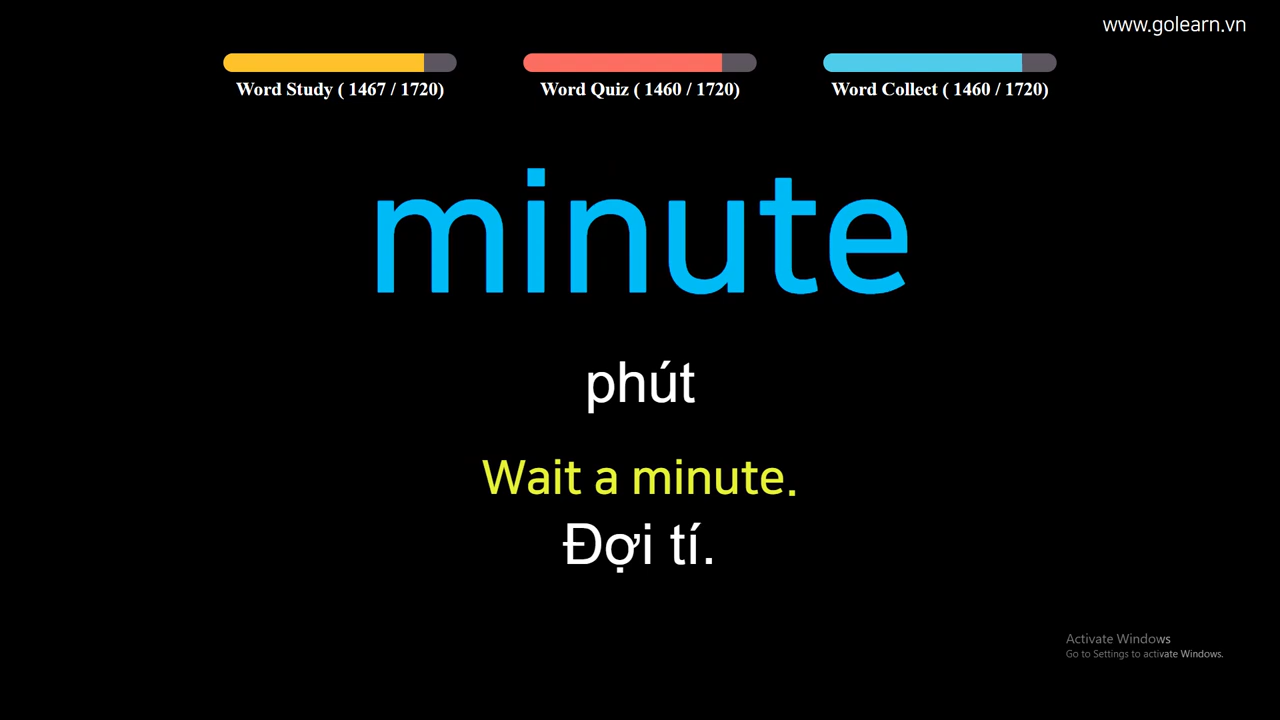 www.golearn.vn
Word Study ( 1467 / 1720)
Word Quiz ( 1460 / 1720)
Word Collect ( 1460 / 1720)
minute
phút
Wait a minute.
Đợi tí.
Activate Windows
Go to Settings to activate Windows.